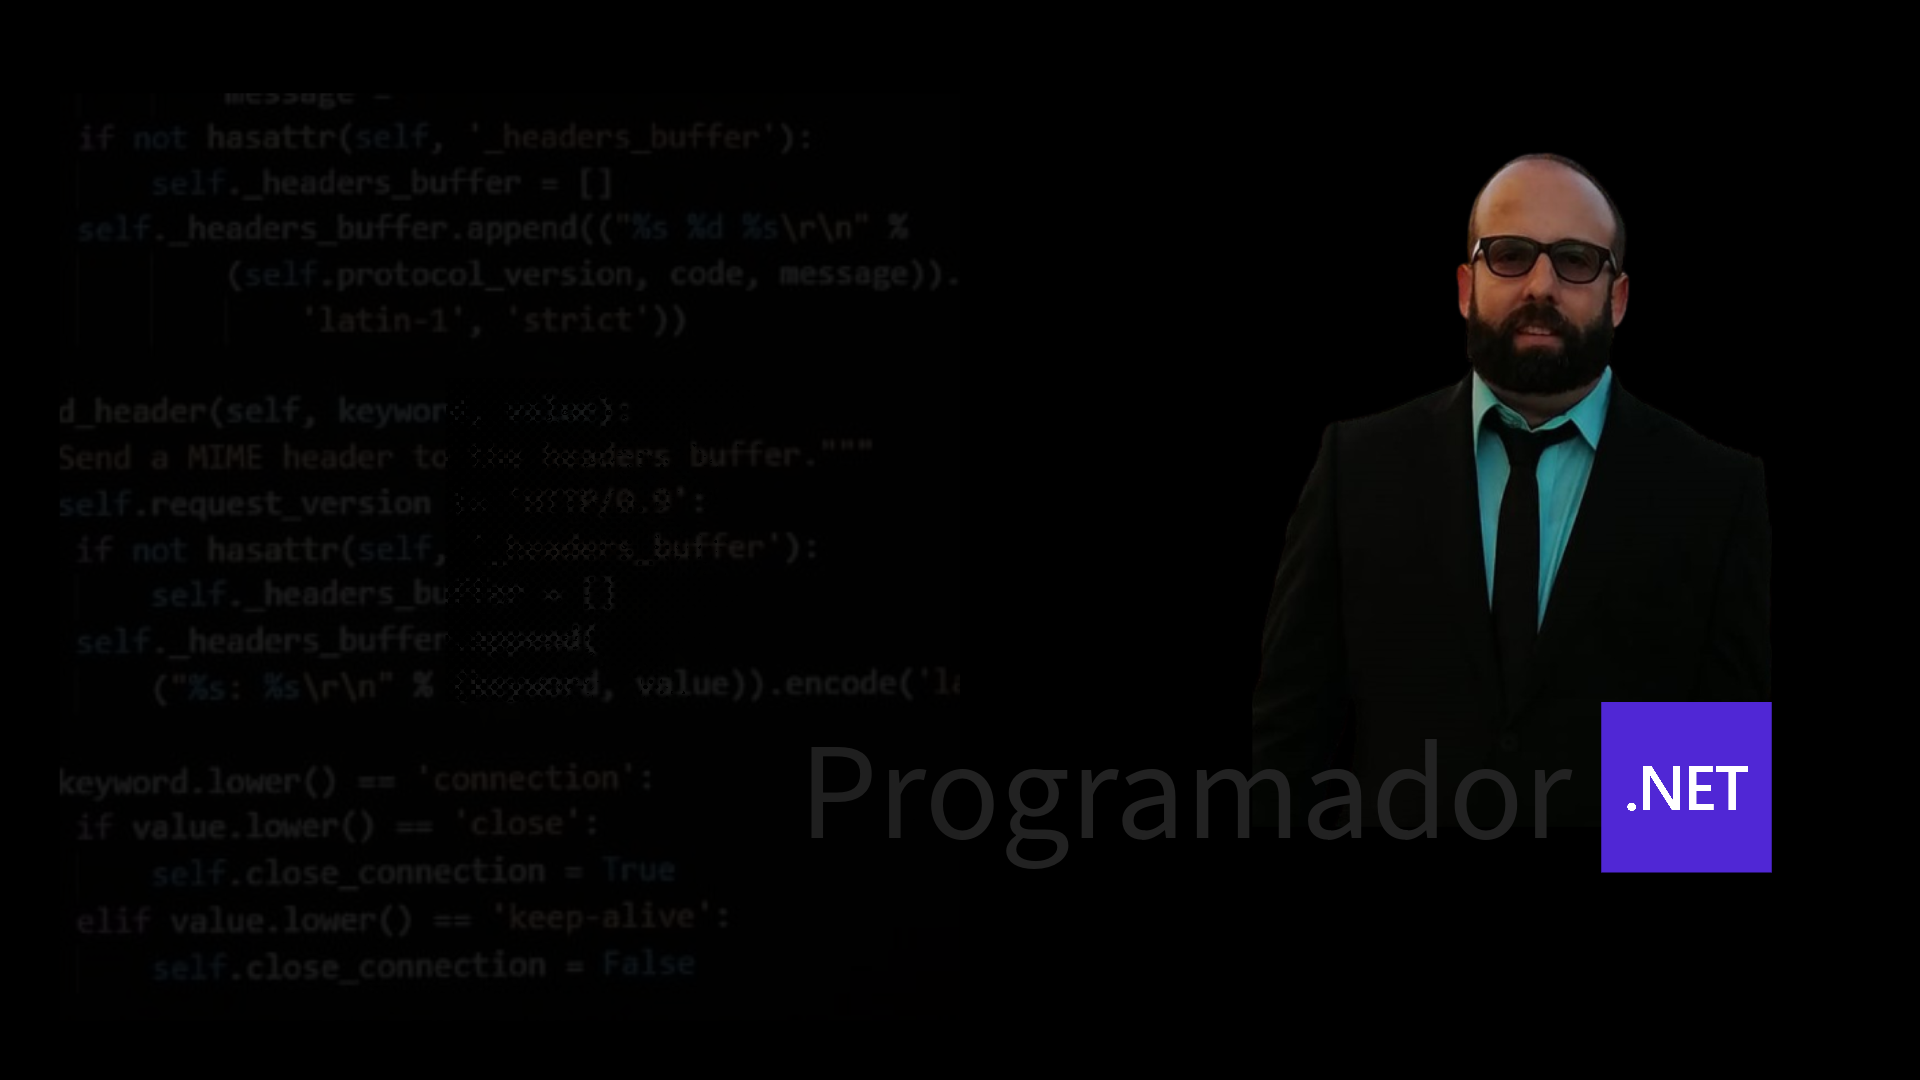 message =
if not hasattr(self, '_headers_buffer'):
self._headers_buffer = []
self._headers_buffer.append(("%s %d %s\r\n" %
(self.protocol_version, code, message)).
'latin-1', 'strict'))
d_header(self, keyword, value):
Send a MIME header to the headers buffer."""
self.request_version != 'HTTP/0.9':
if not hasattr(self, '_headers_buffer'):
self._headers_buffer = []
self._headers_buffer.append(
("%s: %s\r\n" % (keyword, value)).encode('la
keyword.lower() == 'connection':
if value.lower() == 'close':
self.close_connection = True
elif value.lower() == 'keep-alive':
self.close_connection = False
Programador .NET